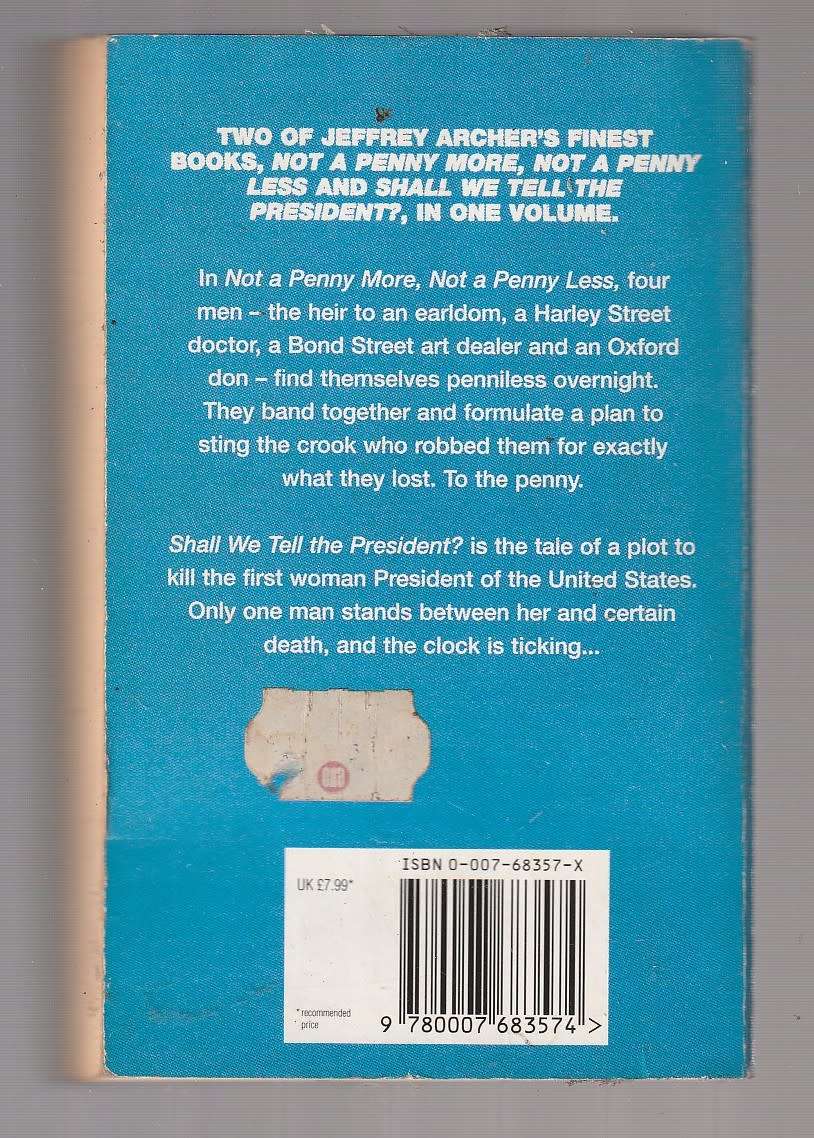 TWO OF JEFFREY ARCHER'S FINEST
BOOKS, NOT A PENNY MORE, NOT A PENNY
LESS AND SHALL WE TELL THE
PRESIDENT?, IN ONE VOLUME.
In Not a Penny More, Not a Penny Less, four
men – the heir to an earldom, a Harley Street
doctor, a Bond Street art dealer and an Oxford
don – find themselves penniless overnight.
They band together and formulate a plan to
sting the crook who robbed them for exactly
what they lost. To the penny.
Shall We Tell the President? is the tale of a plot to
kill the first woman President of the United States.
Only one man stands between her and certain
death, and the clock is ticking...
ISBN 0-007-68357-X
UK £7.99*
*recommended
price
9 780007 683574 >